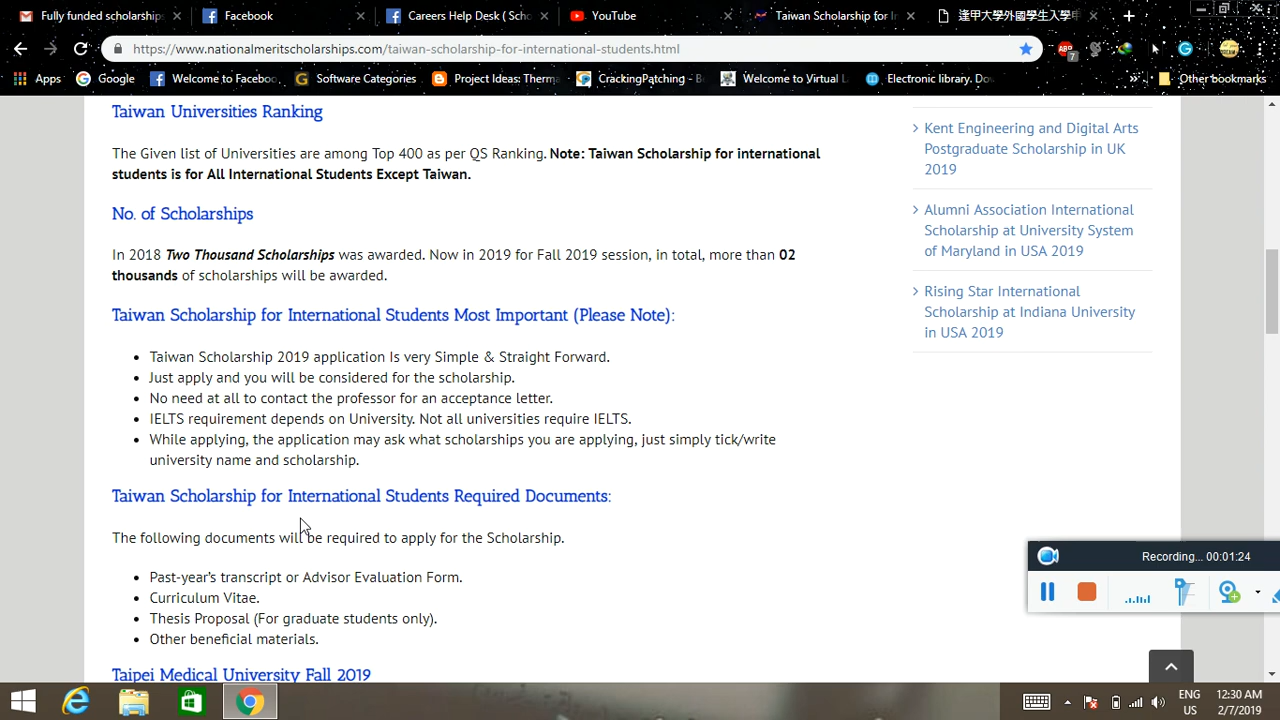 Fully funded scholarships
Facebook
Careers Help Desk ( Scho
YouTube
Taiwan Scholarship for In
逢甲大學外國學生入學申
https://www.nationalmeritscholarships.com/taiwan-scholarship-for-international-students.html
ABP
7
Apps
Google
Welcome to Faceboo
Software Categories
Project Ideas: Therma
CrackingPatching - B
Welcome to Virtual L
Electronic library. Do
Other bookmarks
Taiwan Universities Ranking
The Given list of Universities are among Top 400 as per QS Ranking. Note: Taiwan Scholarship for international
students is for All International Students Except Taiwan.
No. of Scholarships
In 2018 Two Thousand Scholarships was awarded. Now in 2019 for Fall 2019 session, in total, more than 02
thousands of scholarships will be awarded.
Taiwan Scholarship for International Students Most Important (Please Note):
Taiwan Scholarship 2019 application Is very Simple & Straight Forward.
Just apply and you will be considered for the scholarship.
No need at all to contact the professor for an acceptance letter.
IELTS requirement depends on University. Not all universities require IELTS.
While applying, the application may ask what scholarships you are applying, just simply tick/write
university name and scholarship.
Taiwan Scholarship for International Students Required Documents:
The following documents will be required to apply for the Scholarship.
Past-year's transcript or Advisor Evaluation Form.
Curriculum Vitae.
Thesis Proposal (For graduate students only).
Other beneficial materials.
Taipei Medical University Fall 2019
Kent Engineering and Digital Arts
Postgraduate Scholarship in UK
2019
Alumni Association International
Scholarship at University System
of Maryland in USA 2019
Rising Star International
Scholarship at Indiana University
in USA 2019
Recording... 00:01:24
ENG
US
12:30 AM
2/7/2019